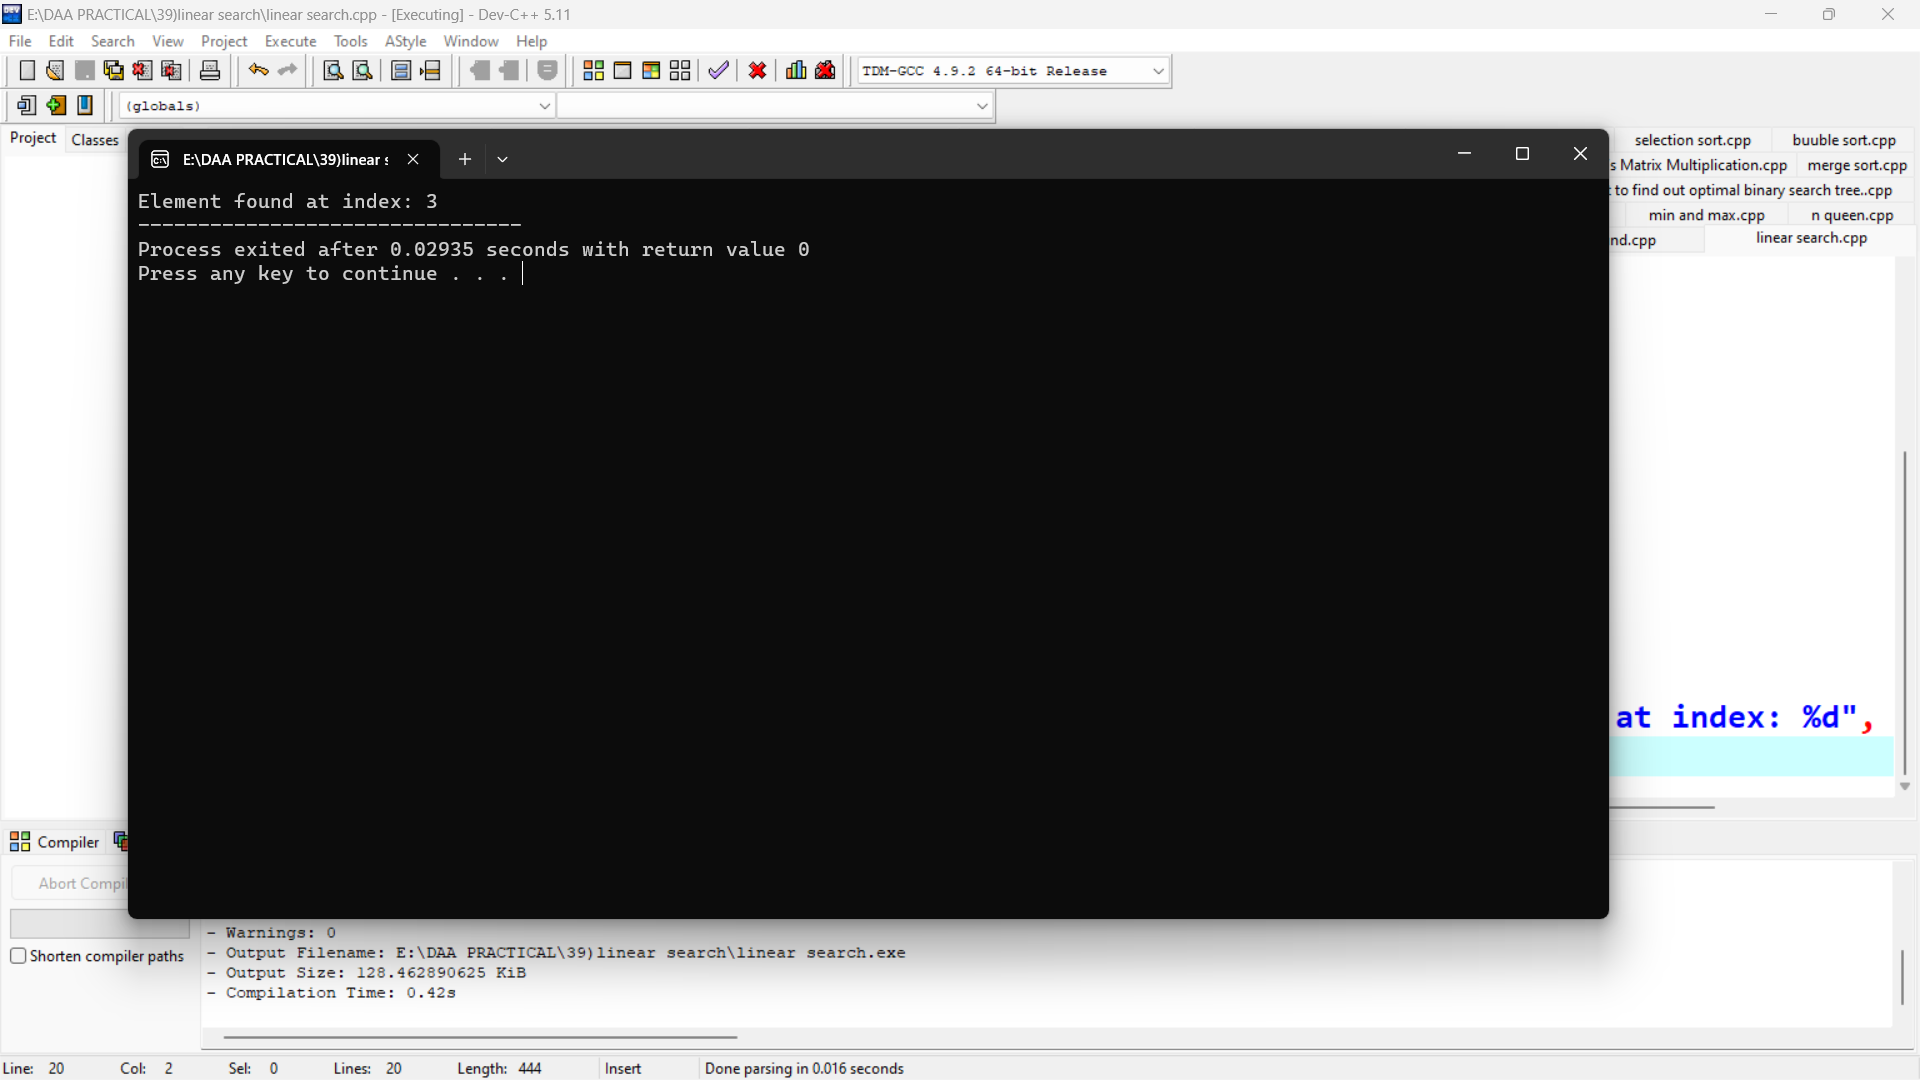 E:\DAA PRACTICAL\39)linear search\linear search.cpp - [Executing] - Dev-C++ 5.11
File Edit Search View Project Execute Tools AStyle Window Help
TDM-GCC 4.9.2 64-bit Release
(globals)
Project Classes
selection sort.cpp buuble sort.cpp
s Matrix Multiplication.cpp merge sort.cpp
to find out optimal binary search tree..cpp
min and max.cpp n queen.cpp
nd.cpp linear search.cpp
E:\DAA PRACTICAL\39)linear s
Element found at index: 3
--------------------------------
Process exited after 0.02935 seconds with return value 0
Press any key to continue . . .
at index: %d",
Compiler
Abort Compil
Shorten compiler paths
- Warnings: 0
- Output Filename: E:\DAA PRACTICAL\39)linear search\linear search.exe
- Output Size: 128.462890625 KiB
- Compilation Time: 0.42s
Line: 20 Col: 2 Sel: 0 Lines: 20 Length: 444 Insert Done parsing in 0.016 seconds